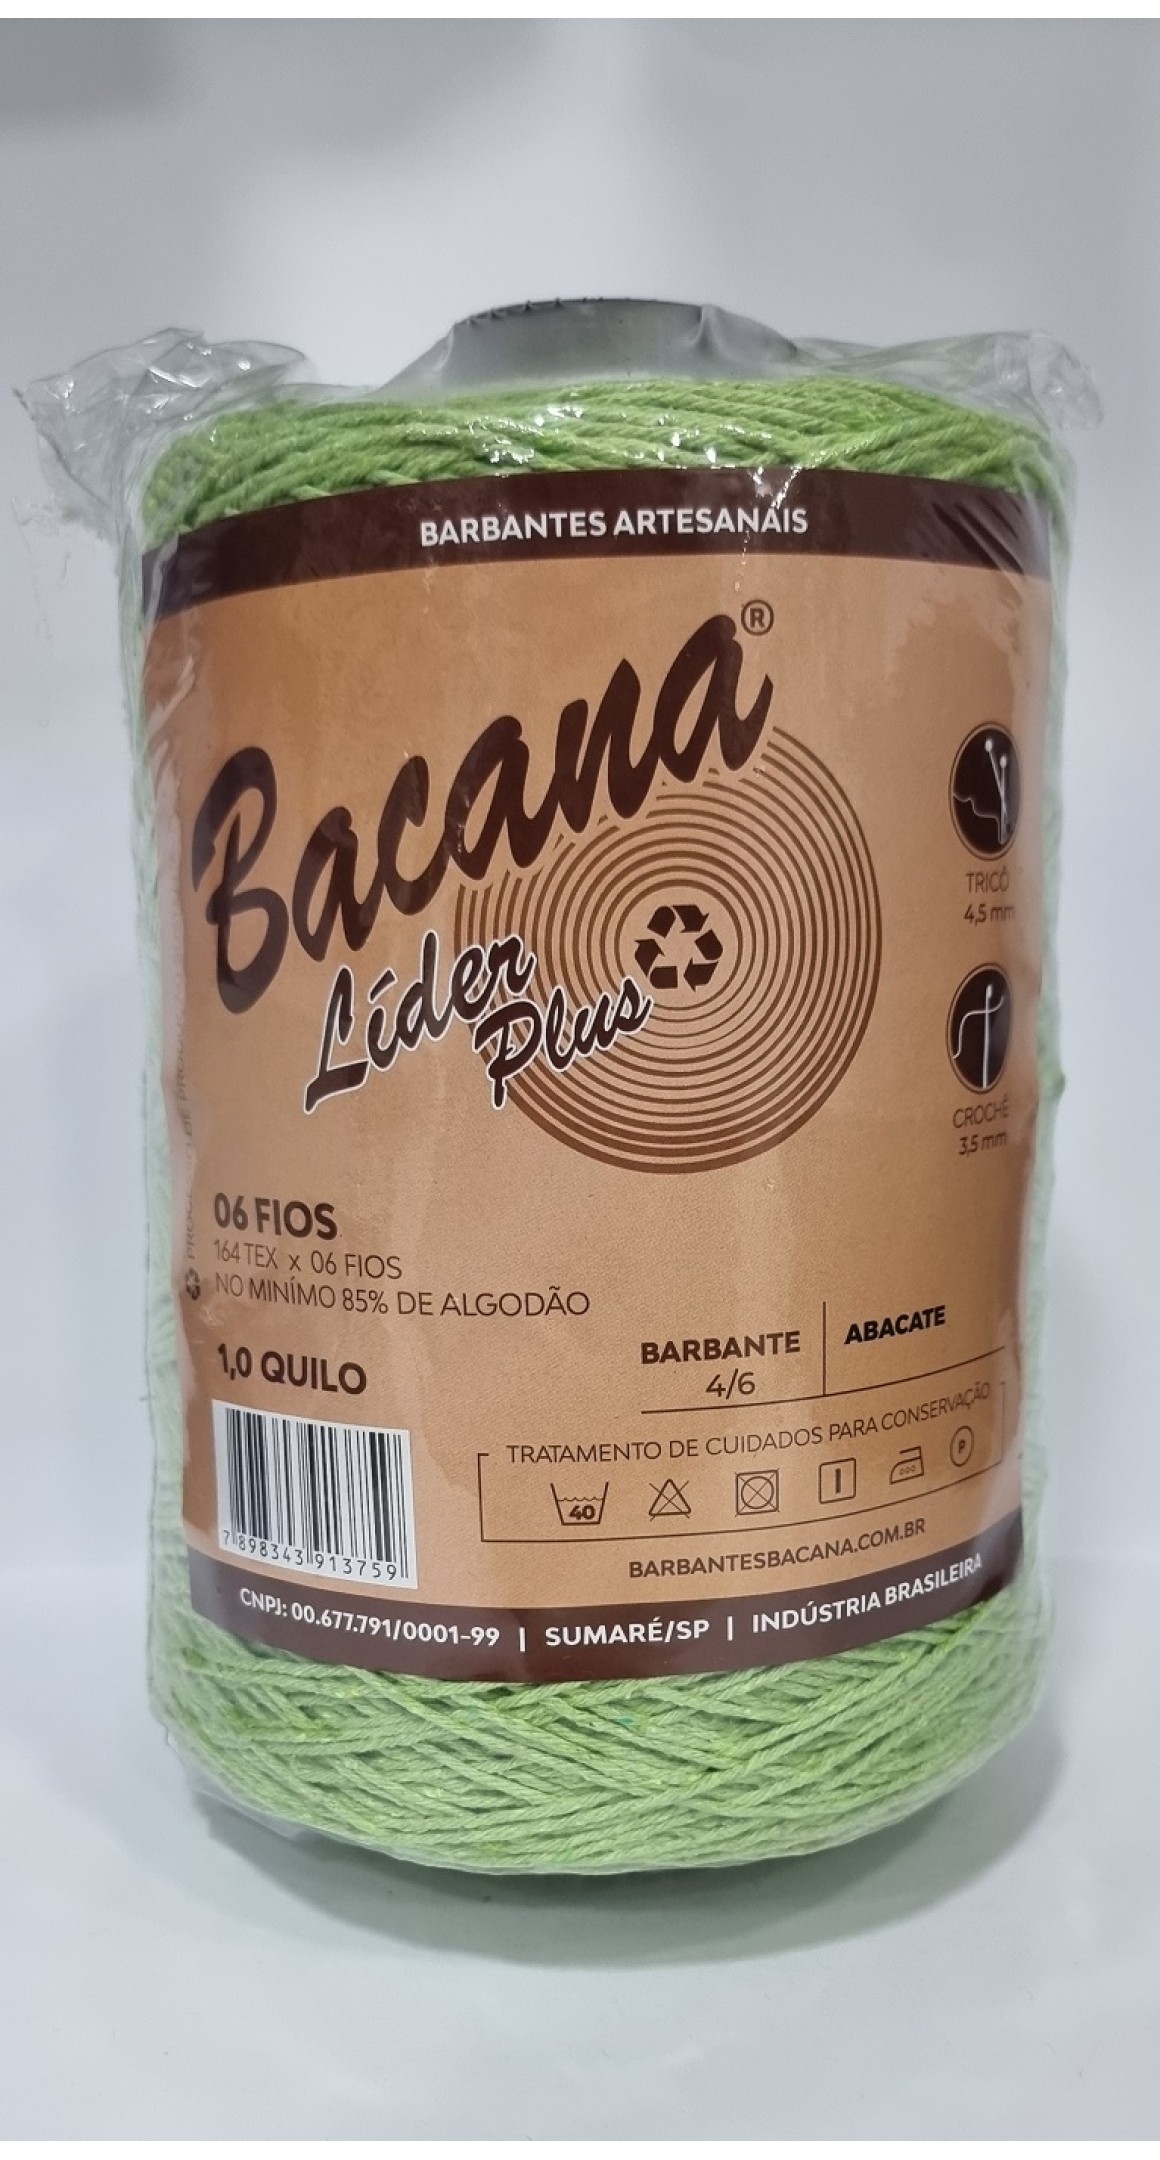 BARBANTES ARTESANAIS
Bacana®
Líder
Plus
TRICÔ
4,5 mm
CROCHÊ
3,5 mm
06 FIOS
164 TEX x 06 FIOS
NO MINÍMO 85% DE ALGODÃO
1,0 QUILO
BARBANTE
4/6
ABACATE
TRATAMENTO DE CUIDADOS PARA CONSERVAÇÃO
40
P
7 898343 913759
BARBANTESBACANA.COM.BR
CNPJ: 00.677.791/0001-99 | SUMARÉ/SP | INDÚSTRIA BRASILEIRA